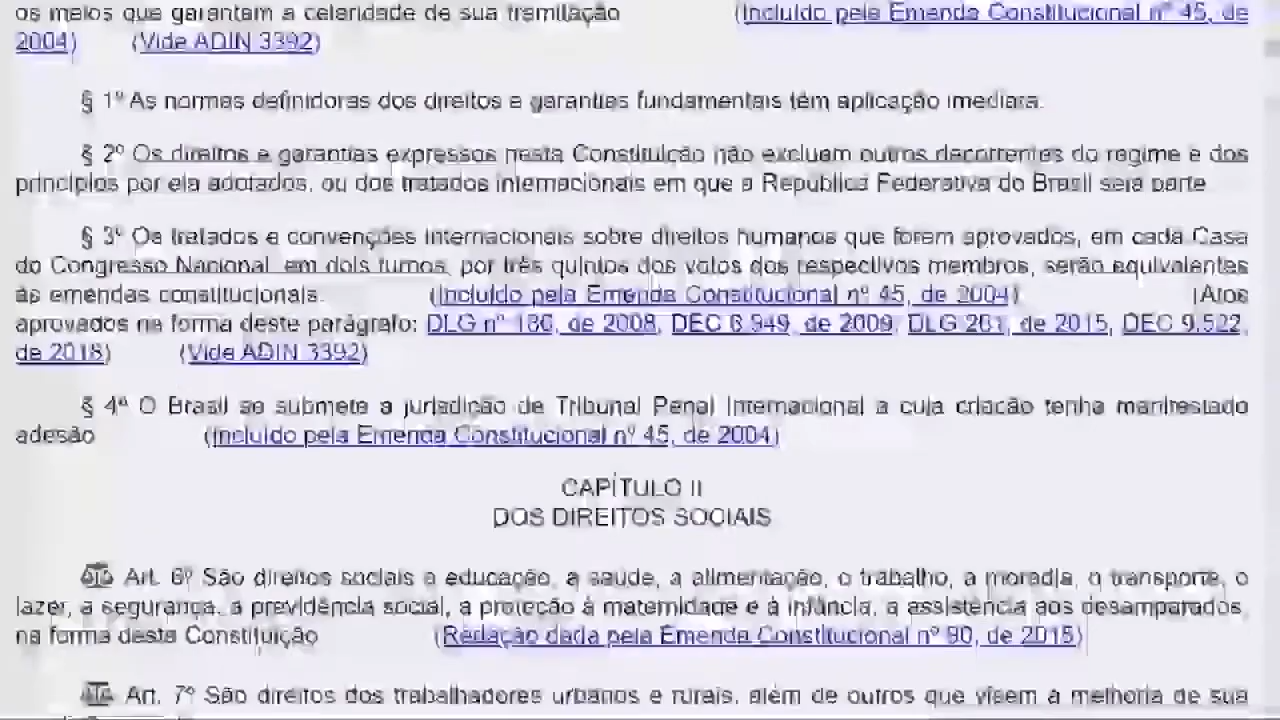 os meios que garantam a celeridade de sua tramitação (Incluído pela Emenda Constitucional nº 45, de
2004) (Vide ADIN 3392)
§ 1º As normas definidoras dos direitos e garantias fundamentais têm aplicação imediata.
§ 2º Os direitos e garantias expressos nesta Constituição não excluem outros decorrentes do regime e dos
princípios por ela adotados, ou dos tratados internacionais em que a República Federativa do Brasil seja parte.
§ 3º Os tratados e convenções internacionais sobre direitos humanos que forem aprovados, em cada Casa
do Congresso Nacional, em dois turnos, por três quintos dos votos dos respectivos membros, serão equivalentes
às emendas constitucionais. (Incluído pela Emenda Constitucional nº 45, de 2004) (Atos
aprovados na forma deste parágrafo: DLG nº 186, de 2008, DEC 6.949, de 2009, DLG 261, de 2015, DEC 9.522,
de 2018) (Vide ADIN 3392)
§ 4º O Brasil se submete à jurisdição de Tribunal Penal Internacional a cuja criação tenha manifestado
adesão (Incluído pela Emenda Constitucional nº 45, de 2004)
CAPÍTULO II
DOS DIREITOS SOCIAIS
Art. 6º São direitos sociais a educação, a saúde, a alimentação, o trabalho, a moradia, o transporte, o
lazer, a segurança, a previdência social, a proteção à maternidade e à infância, a assistência aos desamparados,
na forma desta Constituição (Redação dada pela Emenda Constitucional nº 90, de 2015)
Art. 7º São direitos dos trabalhadores urbanos e rurais, além de outros que visem à melhoria de sua